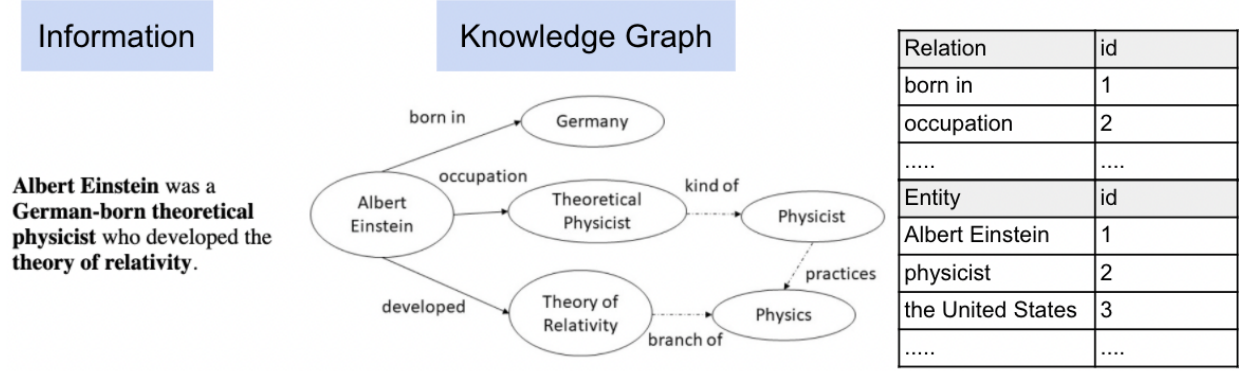 Information
Knowledge Graph
Albert Einstein was a
German-born theoretical
physicist who developed the
theory of relativity.
born in
Germany
occupation
Albert
Einstein
Theoretical
Physicist
kind of
Physicist
practices
developed
Theory of
Relativity
branch of
Physics
Relation id
born in 1
occupation 2
..... ....
Entity id
Albert Einstein 1
physicist 2
the United States 3
..... ....